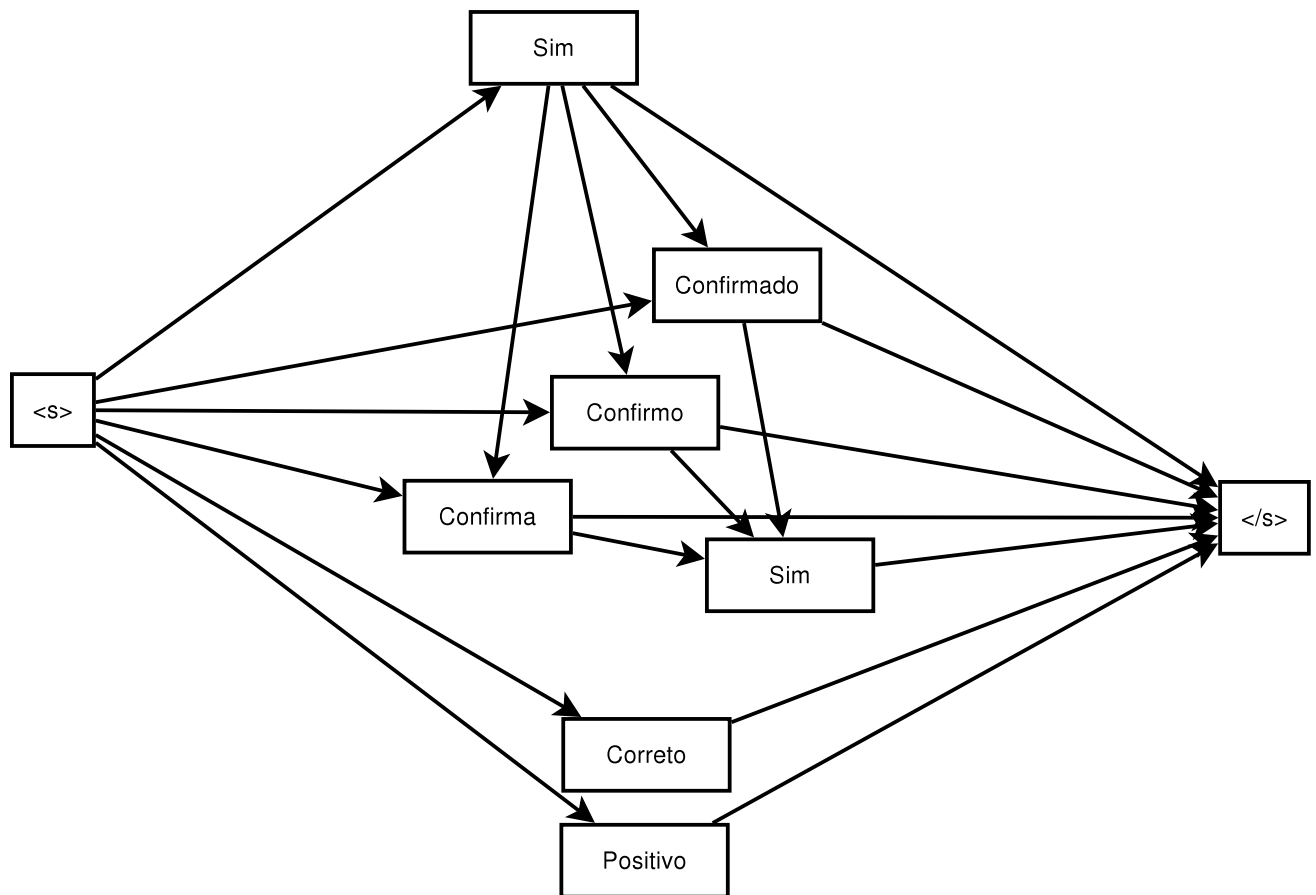 Sim
Confirmado
<s>
Confirmo
Confirma
</s>
Sim
Correto
Positivo